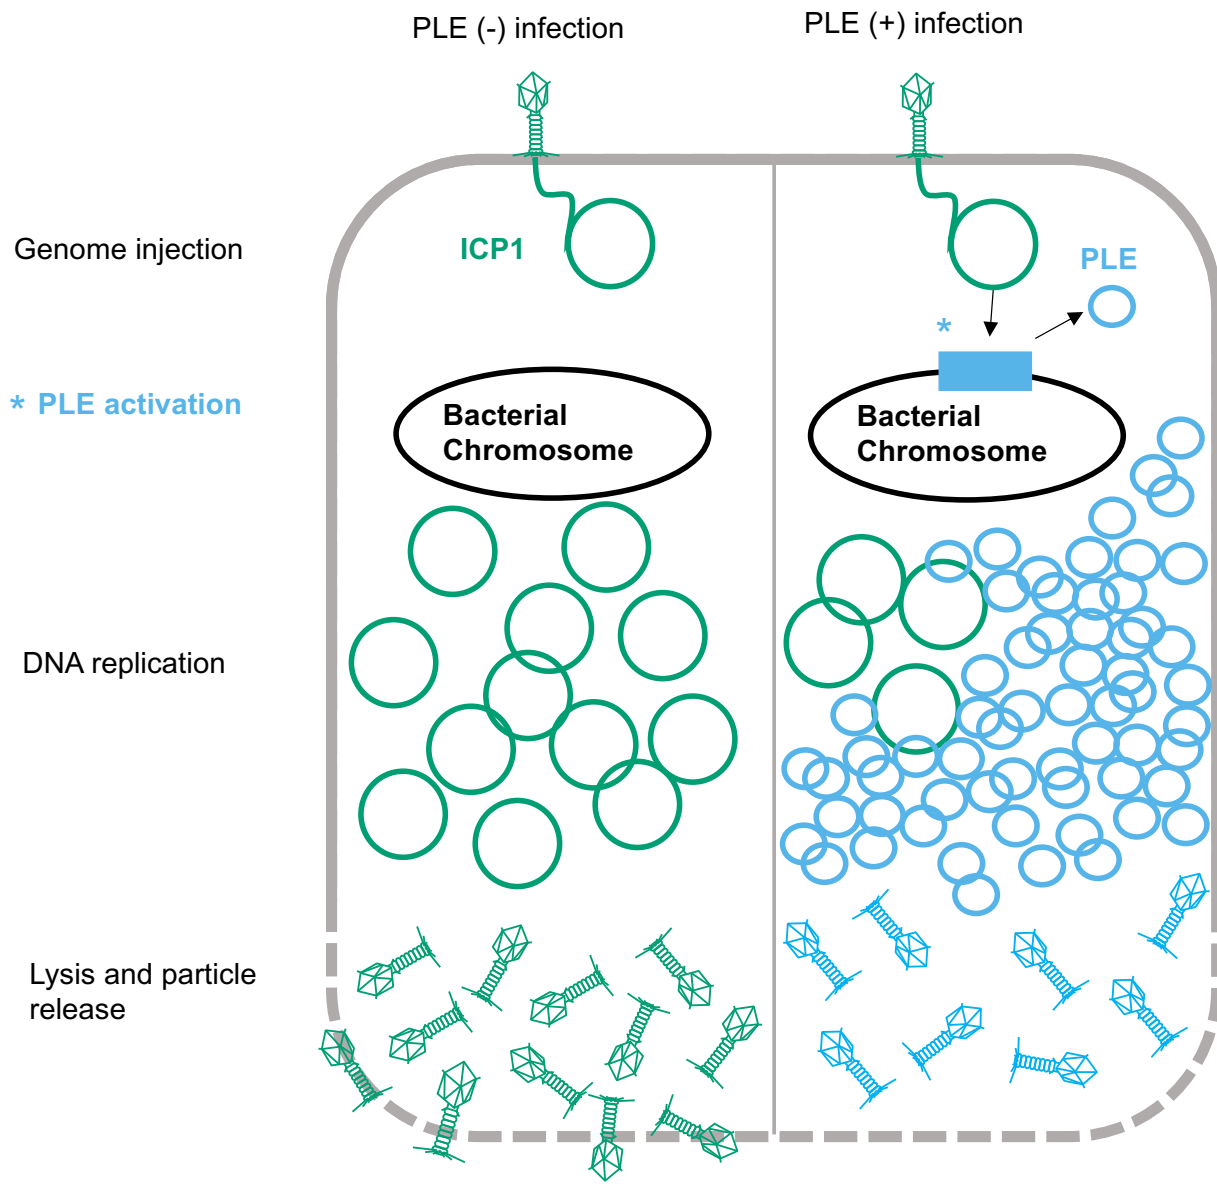 PLE (-) infection
PLE (+) infection
Genome injection
ICP1
PLE
*
* PLE activation
Bacterial
Chromosome
Bacterial
Chromosome
DNA replication
Lysis and particle
release